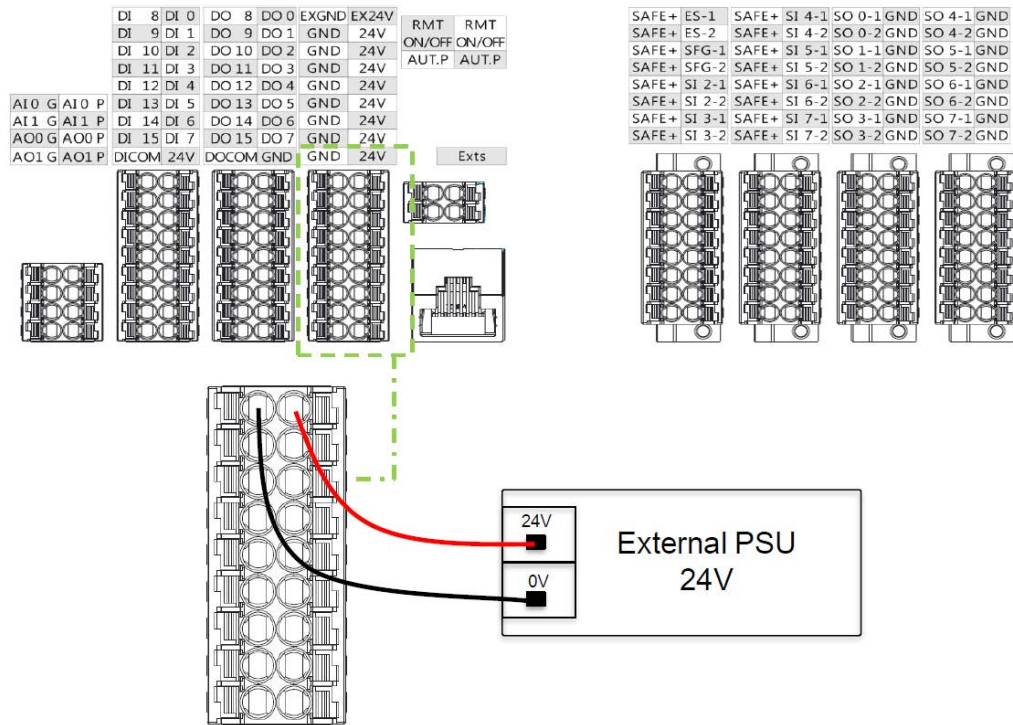 DI 8 DI 0 DO 8 DO 0 EXGND EX24V
DI 9 DI 1 DO 9 DO 1 GND 24V
DI 10 DI 2 DO 10 DO 2 GND 24V
DI 11 DI 3 DO 11 DO 3 GND 24V
DI 12 DI 4 DO 12 DO 4 GND 24V
AI 0 G AI 0 P DI 13 DI 5 DO 13 DO 5 GND 24V
AI 1 G AI 1 P DI 14 DI 6 DO 14 DO 6 GND 24V
AO0 G AO0 P DI 15 DI 7 DO 15 DO 7 GND 24V
AO1 G AO1 P DICOM 24V DOCOM GND GND 24V
RMT RMT
ON/OFF ON/OFF
AUT.P AUT.P
Exts
SAFE+ ES-1 SAFE+ SI 4-1 SO 0-1 GND SO 4-1 GND
SAFE+ ES-2 SAFE+ SI 4-2 SO 0-2 GND SO 4-2 GND
SAFE+ SFG-1 SAFE+ SI 5-1 SO 1-1 GND SO 5-1 GND
SAFE+ SFG-2 SAFE+ SI 5-2 SO 1-2 GND SO 5-2 GND
SAFE+ SI 2-1 SAFE+ SI 6-1 SO 2-1 GND SO 6-1 GND
SAFE+ SI 2-2 SAFE+ SI 6-2 SO 2-2 GND SO 6-2 GND
SAFE+ SI 3-1 SAFE+ SI 7-1 SO 3-1 GND SO 7-1 GND
SAFE+ SI 3-2 SAFE+ SI 7-2 SO 3-2 GND SO 7-2 GND
24V
0V
External PSU
24V